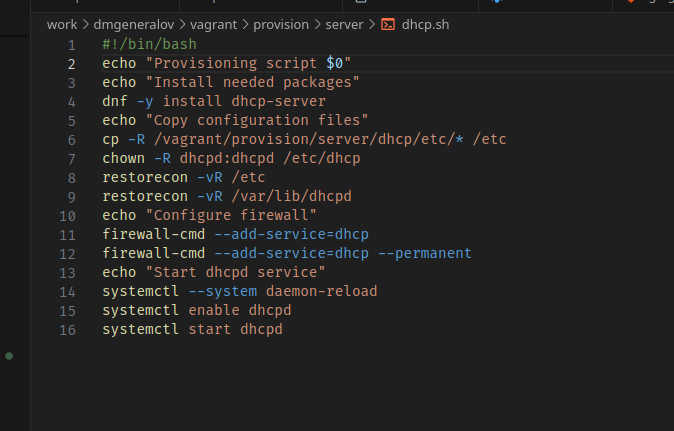 work > dmgeneralov > vagrant > provision > server > dhcp.sh
1 #!/bin/bash
2 echo "Provisioning script $0"
3 echo "Install needed packages"
4 dnf -y install dhcp-server
5 echo "Copy configuration files"
6 cp -R /vagrant/provision/server/dhcp/etc/* /etc
7 chown -R dhcpd:dhcpd /etc/dhcp
8 restorecon -vR /etc
9 restorecon -vR /var/lib/dhcpd
10 echo "Configure firewall"
11 firewall-cmd --add-service=dhcp
12 firewall-cmd --add-service=dhcp --permanent
13 echo "Start dhcpd service"
14 systemctl --system daemon-reload
15 systemctl enable dhcpd
16 systemctl start dhcpd